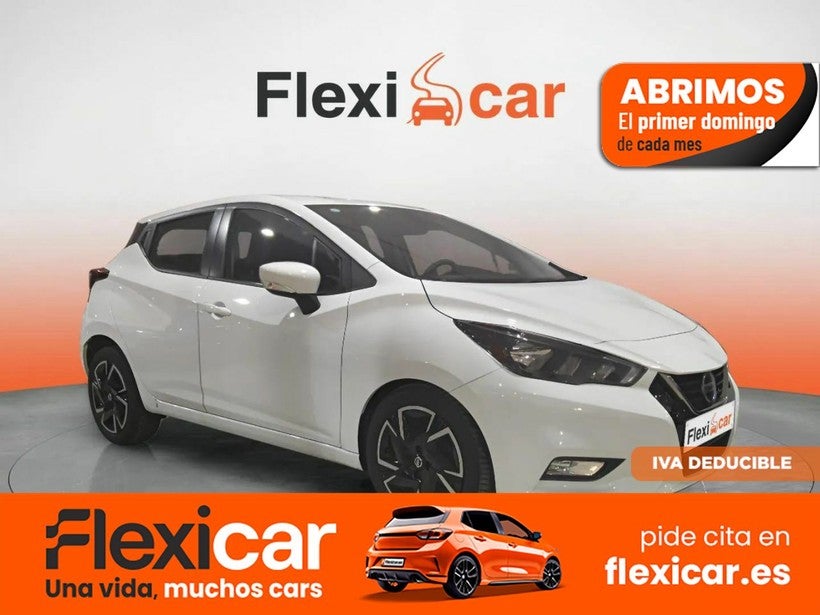 Flexicar
ABRIMOS
El primer domingo
de cada mes
Flexicar
IVA DEDUCIBLE
Flexicar
Una vida, muchos cars
pide cita en
flexicar.es